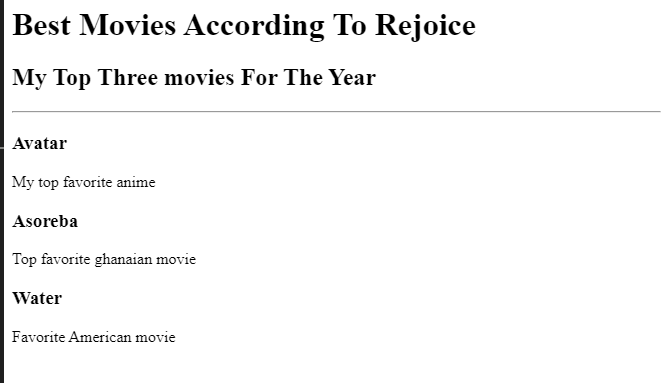 Best Movies According To Rejoice
My Top Three movies For The Year
Avatar
My top favorite anime
Asoreba
Top favorite ghanaian movie
Water
Favorite American movie